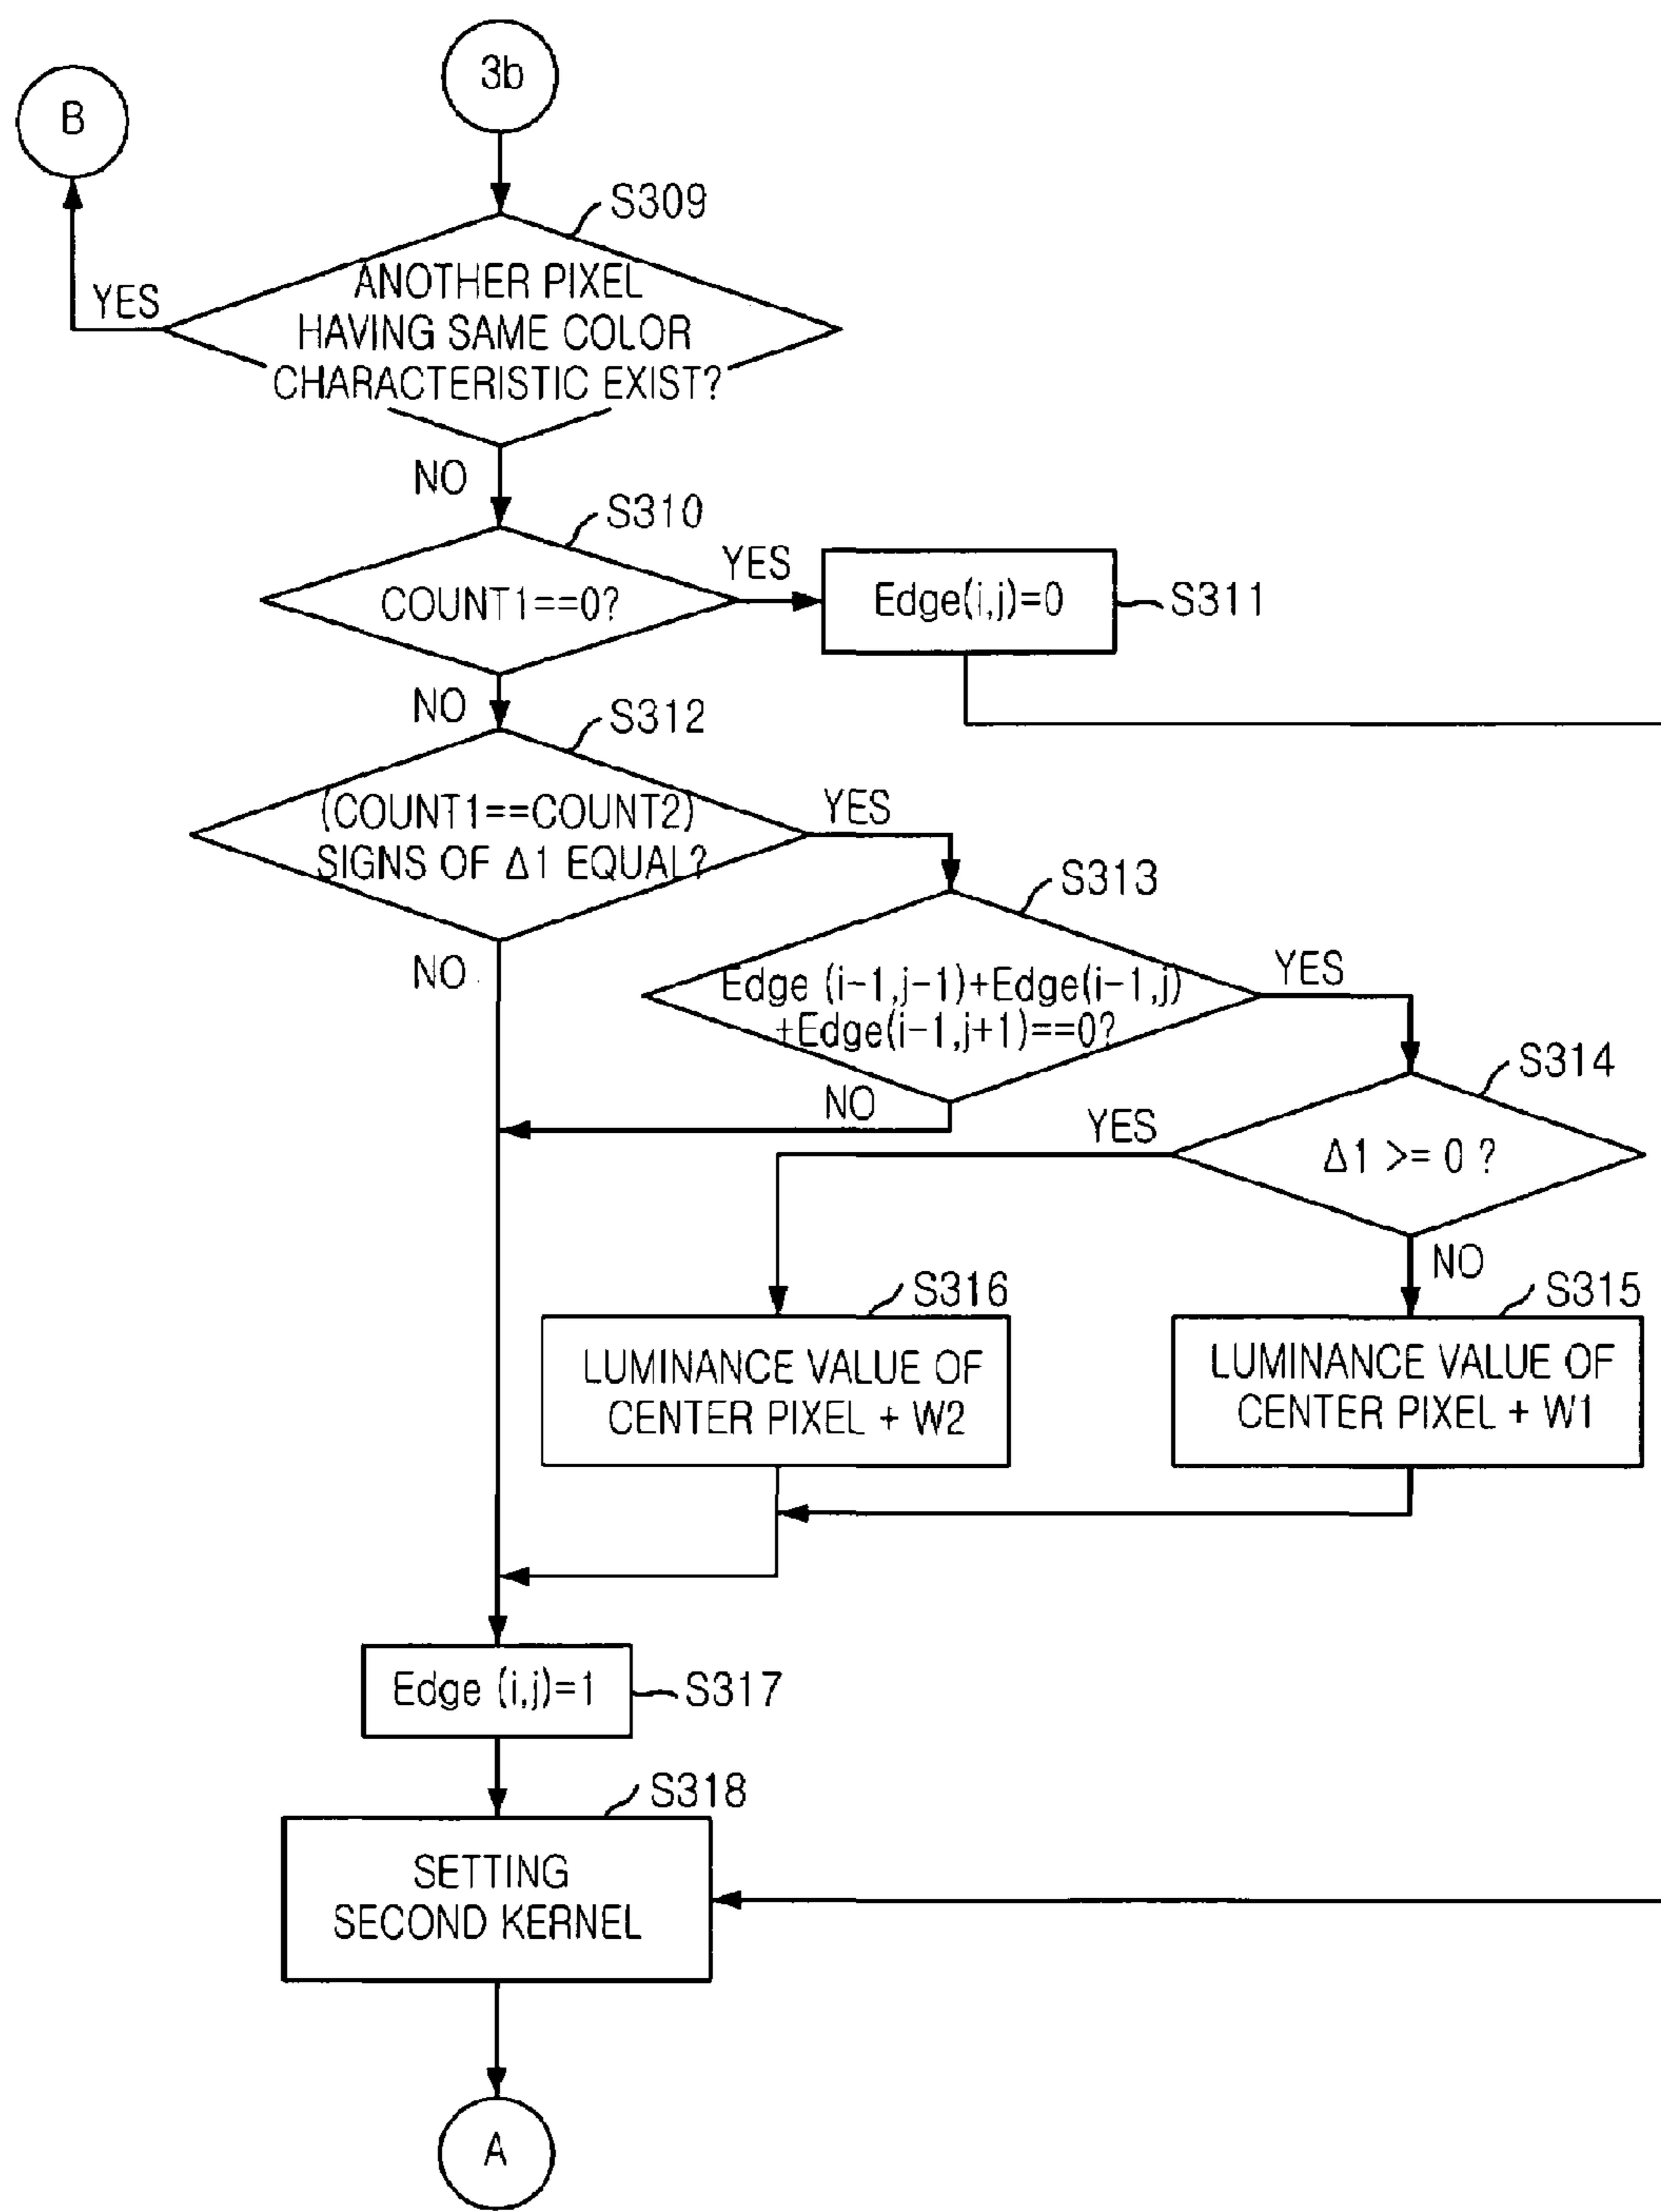 3b
B
S309
ANOTHER PIXEL
HAVING SAME COLOR
CHARACTERISTIC EXIST?
YES
NO
S310
COUNT1==0?
YES
Edge(i,j)=0
S311
NO
S312
(COUNT1==COUNT2)
SIGNS OF Δ1 EQUAL?
YES
NO
S313
Edge (i-1,j-1)+Edge(i-1,j)
+Edge(i-1,j+1)==0?
YES
NO
S314
Δ1 >= 0 ?
YES
NO
S316
LUMINANCE VALUE OF
CENTER PIXEL + W2
S315
LUMINANCE VALUE OF
CENTER PIXEL + W1
Edge (i,j)=1
S317
S318
SETTING
SECOND KERNEL
A